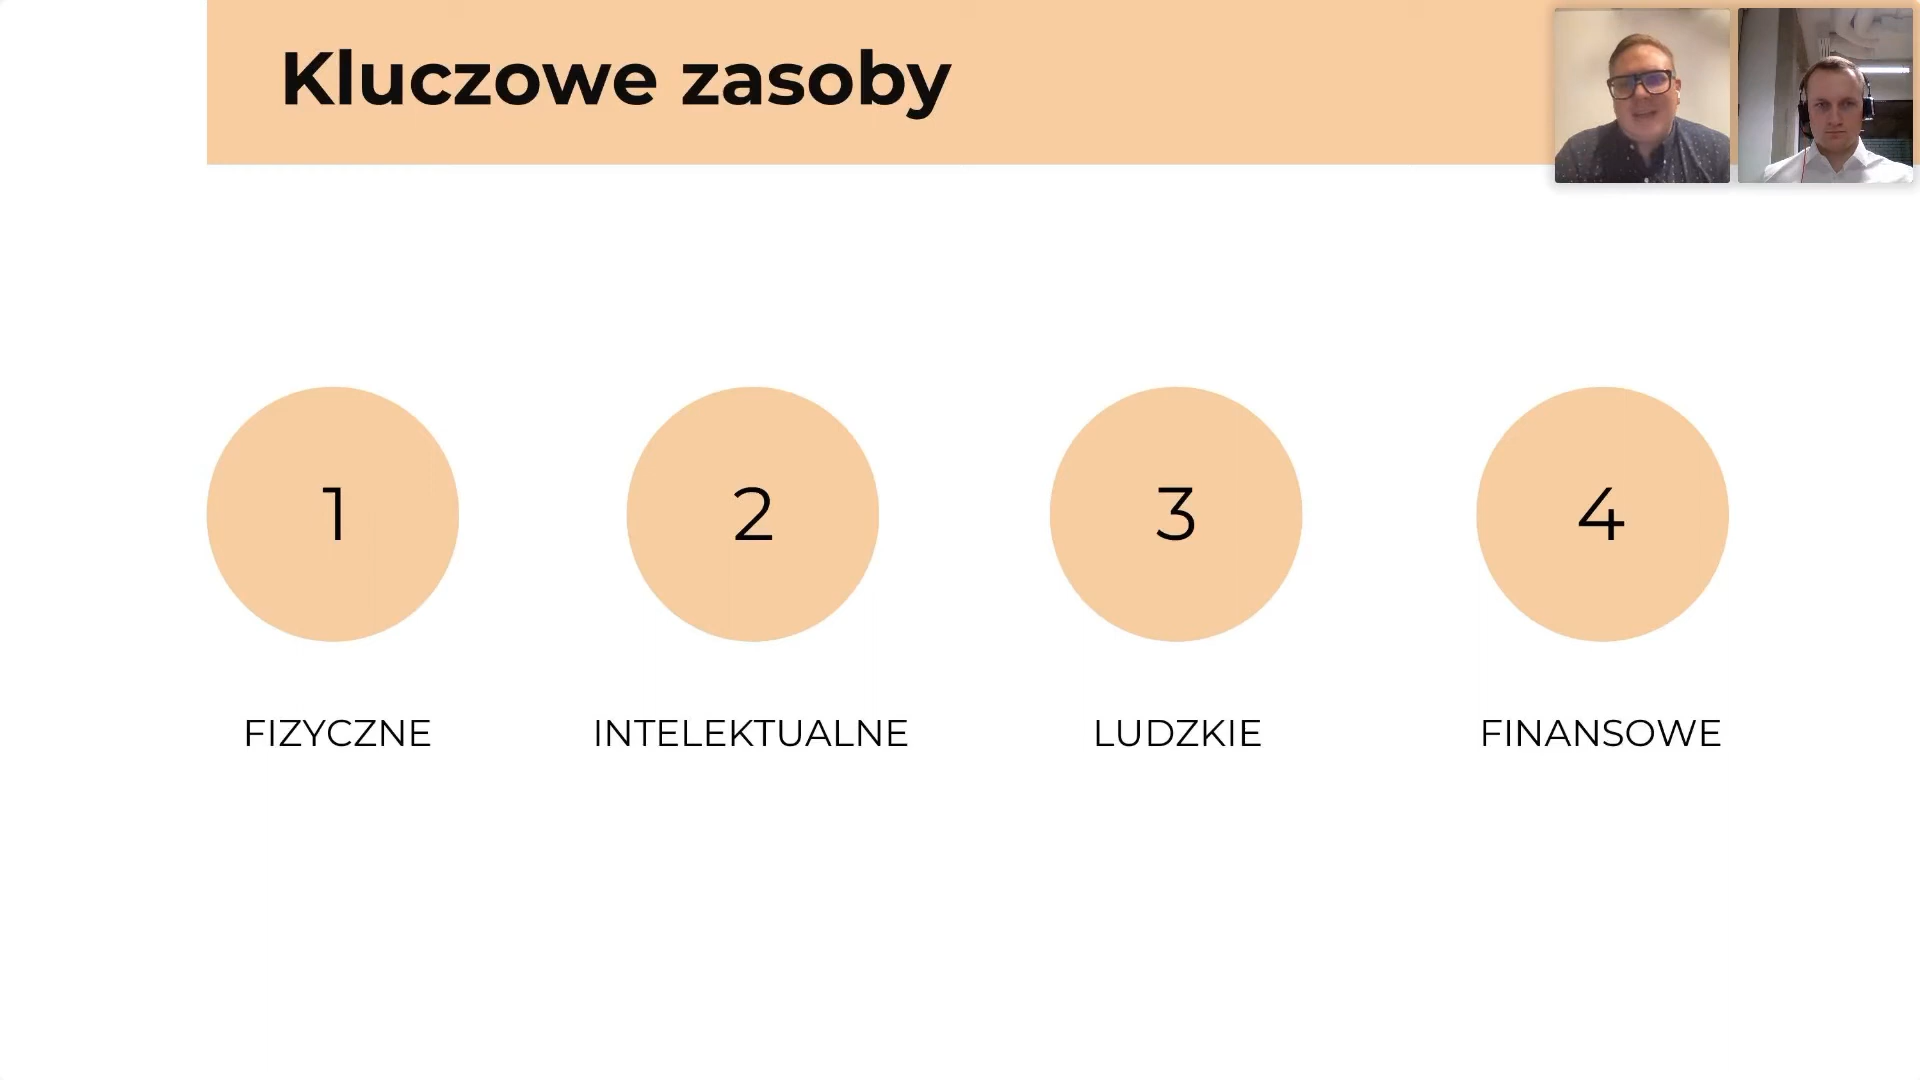 Kluczowe zasoby
1
2
3
4
FIZYCZNE
INTELEKTUALNE
LUDZKIE
FINANSOWE